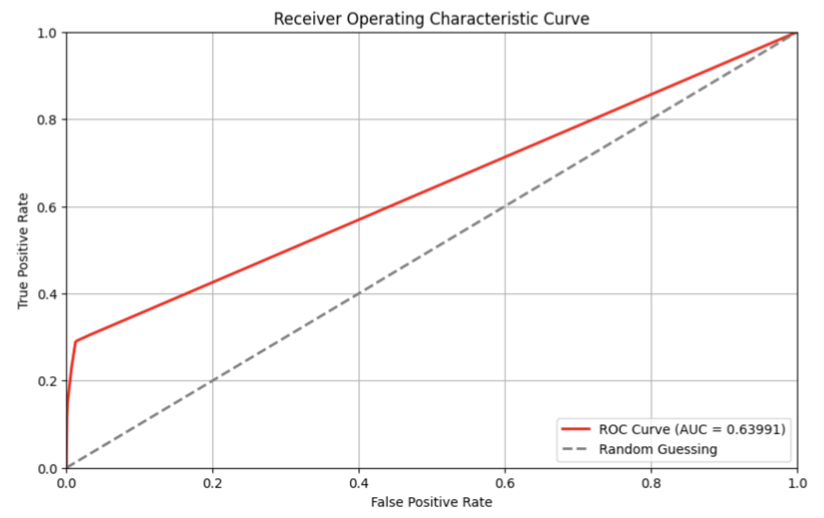 Receiver Operating Characteristic Curve
1.0
0.8
0.6
0.4
0.2
0.0
True Positive Rate
ROC Curve (AUC = 0.63991)
Random Guessing
0.0 0.2 0.4 0.6 0.8 1.0
False Positive Rate